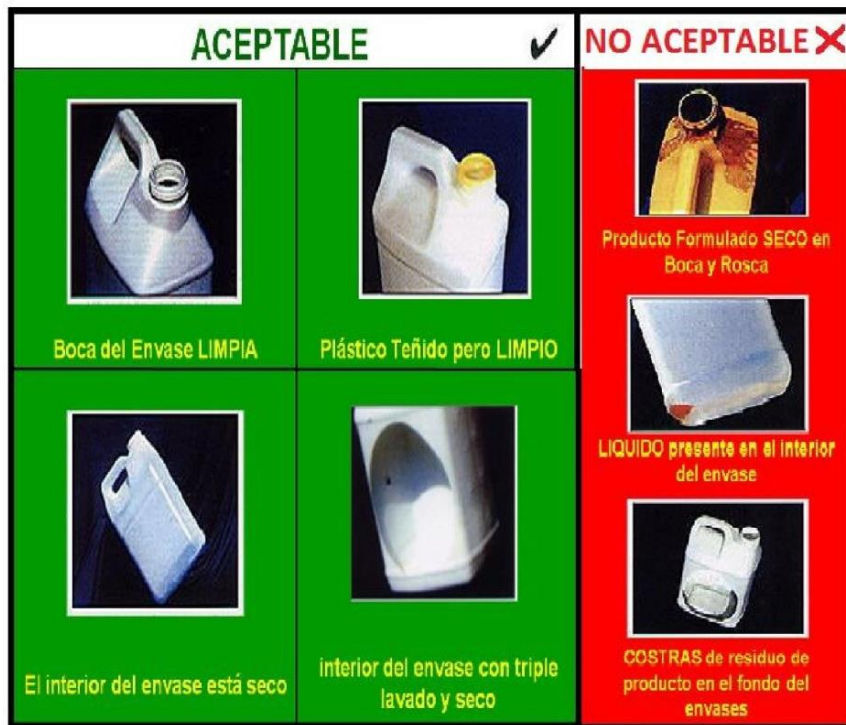 ACEPTABLE ✔
NO ACEPTABLE ✕
Boca del Envase LIMPIA
Plástico Teñido pero LIMPIO
El interior del envase está seco
interior del envase con triple
lavado y seco
Producto Formulado SECO en
Boca y Rosca
LIQUIDO presente en el interior
del envase
COSTRAS de residuo de
producto en el fondo del
envases